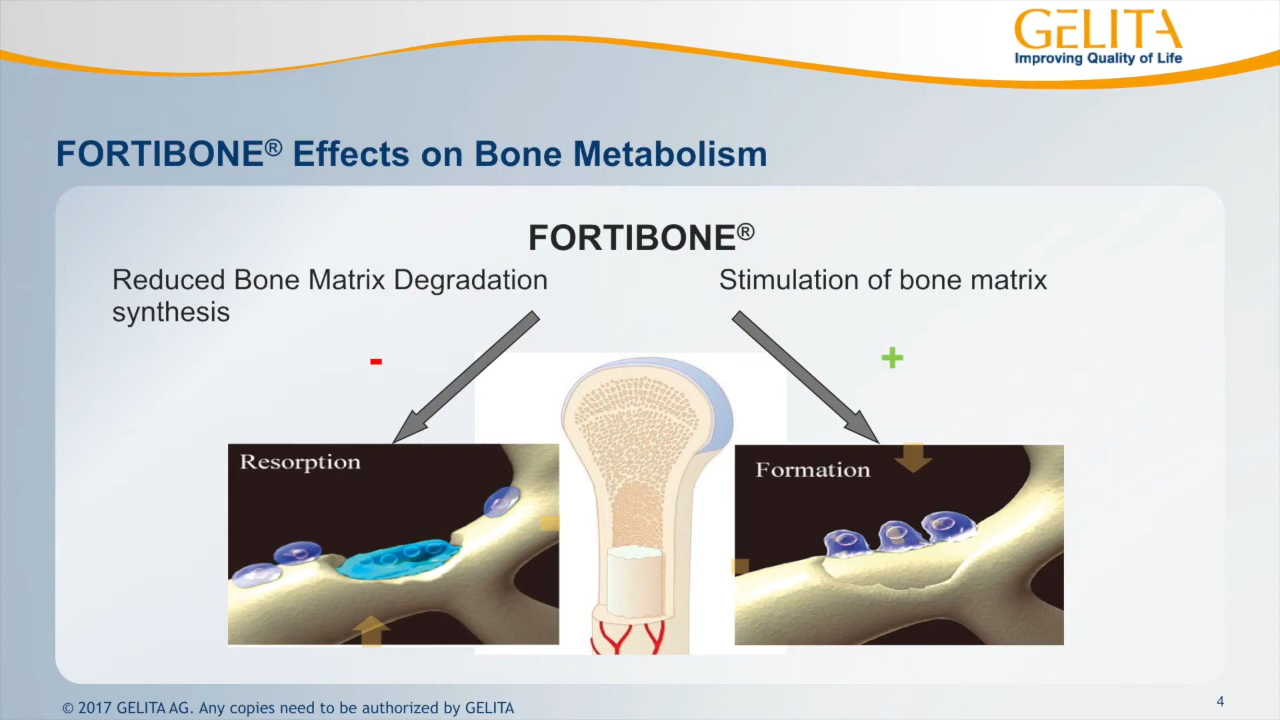 GELITA
Improving Quality of Life
FORTIBONE® Effects on Bone Metabolism
FORTIBONE®
Reduced Bone Matrix Degradation Stimulation of bone matrix
synthesis
- +
Resorption
Formation
© 2017 GELITA AG. Any copies need to be authorized by GELITA
4